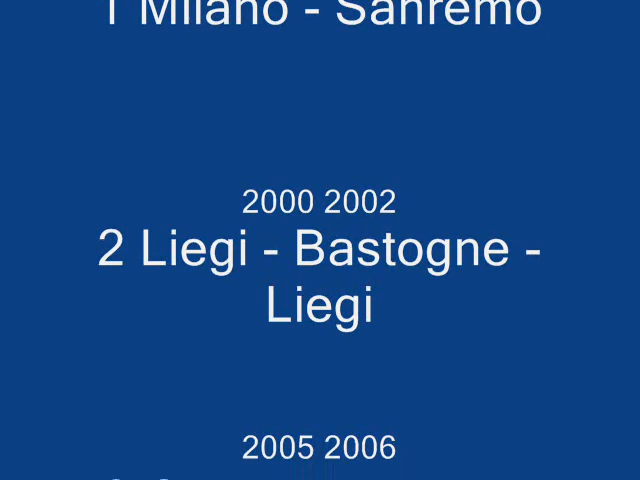 1 Milano - Sanremo
2000 2002
2 Liegi - Bastogne -
Liegi
2005 2006